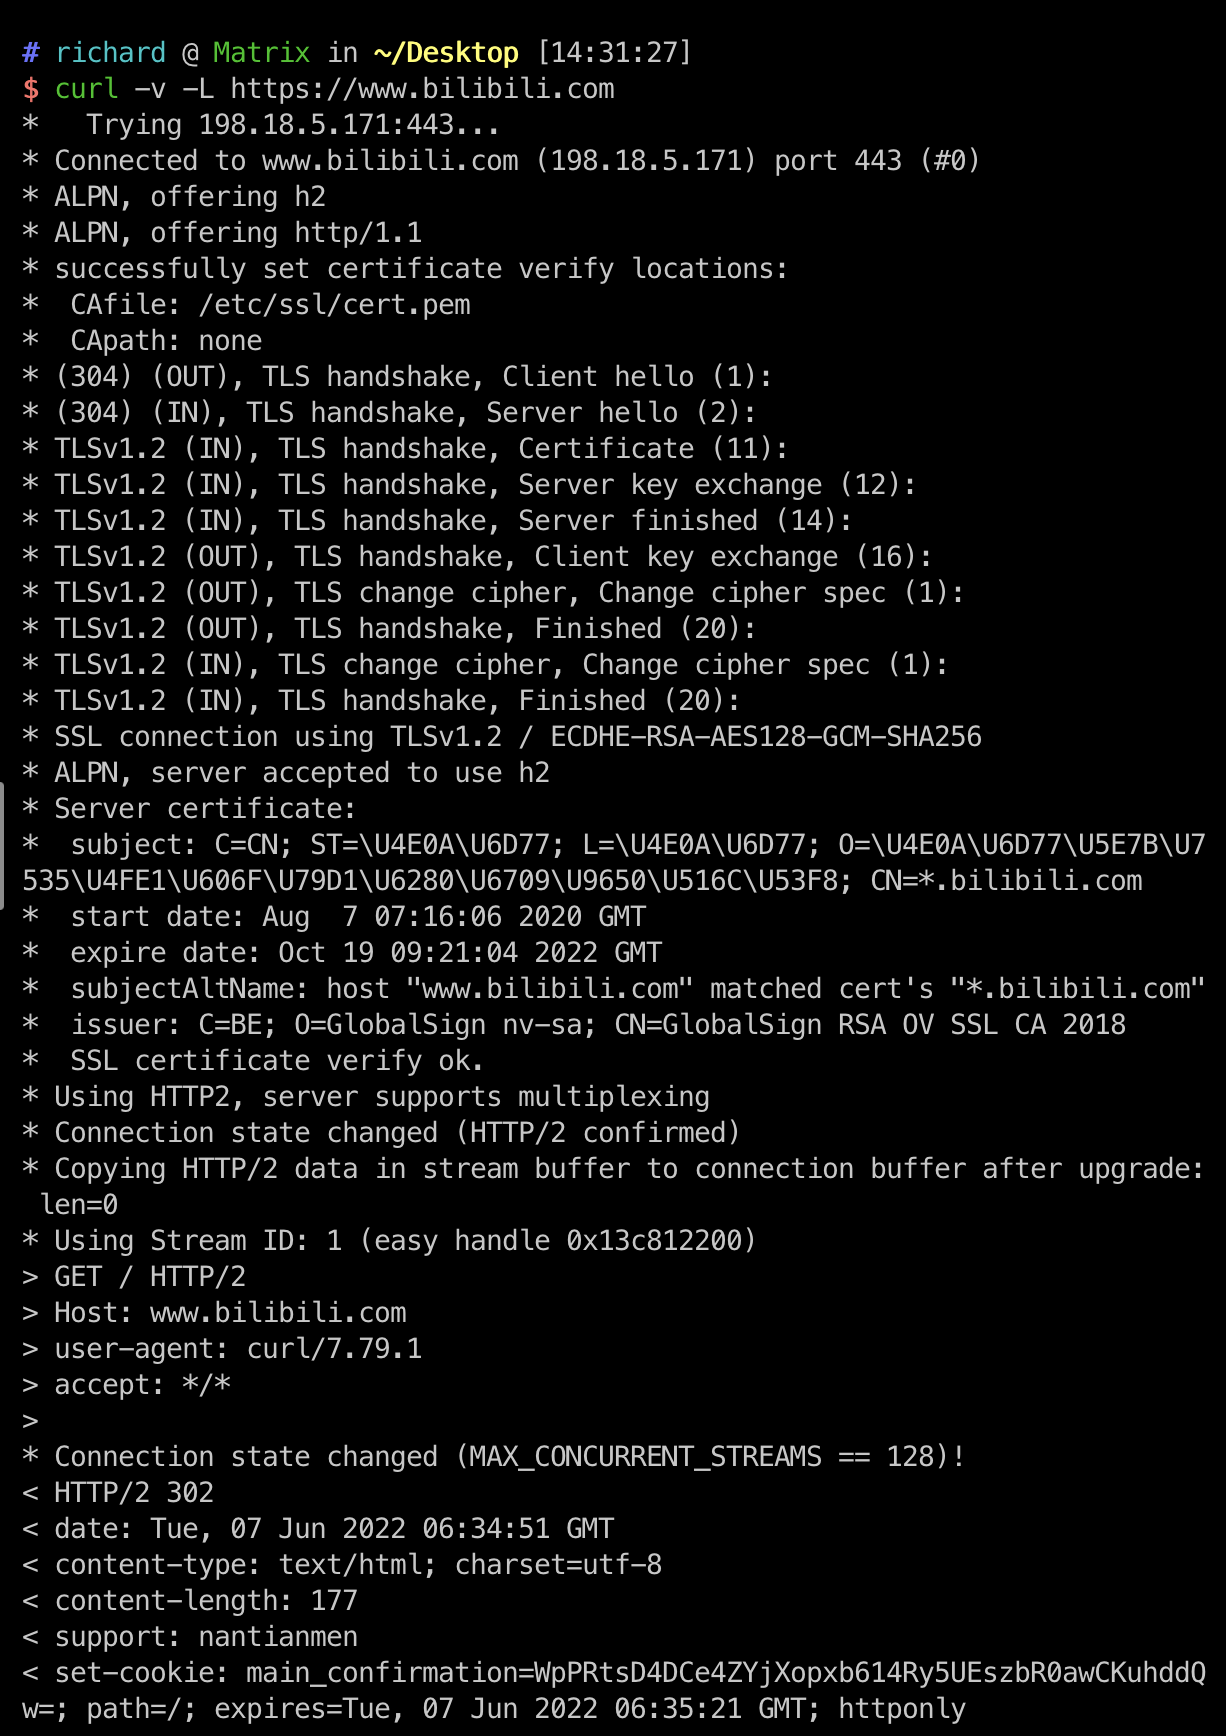 # richard @ Matrix in ~/Desktop [14:31:27]
$ curl -v -L https://www.bilibili.com
*   Trying 198.18.5.171:443...
* Connected to www.bilibili.com (198.18.5.171) port 443 (#0)
* ALPN, offering h2
* ALPN, offering http/1.1
* successfully set certificate verify locations:
*  CAfile: /etc/ssl/cert.pem
*  CApath: none
* (304) (OUT), TLS handshake, Client hello (1):
* (304) (IN), TLS handshake, Server hello (2):
* TLSv1.2 (IN), TLS handshake, Certificate (11):
* TLSv1.2 (IN), TLS handshake, Server key exchange (12):
* TLSv1.2 (IN), TLS handshake, Server finished (14):
* TLSv1.2 (OUT), TLS handshake, Client key exchange (16):
* TLSv1.2 (OUT), TLS change cipher, Change cipher spec (1):
* TLSv1.2 (OUT), TLS handshake, Finished (20):
* TLSv1.2 (IN), TLS change cipher, Change cipher spec (1):
* TLSv1.2 (IN), TLS handshake, Finished (20):
* SSL connection using TLSv1.2 / ECDHE-RSA-AES128-GCM-SHA256
* ALPN, server accepted to use h2
* Server certificate:
*  subject: C=CN; ST=\U4E0A\U6D77; L=\U4E0A\U6D77; O=\U4E0A\U6D77\U5E7B\U7
535\U4FE1\U606F\U79D1\U6280\U6709\U9650\U516C\U53F8; CN=*.bilibili.com
*  start date: Aug  7 07:16:06 2020 GMT
*  expire date: Oct 19 09:21:04 2022 GMT
*  subjectAltName: host "www.bilibili.com" matched cert's "*.bilibili.com"
*  issuer: C=BE; O=GlobalSign nv-sa; CN=GlobalSign RSA OV SSL CA 2018
*  SSL certificate verify ok.
* Using HTTP2, server supports multiplexing
* Connection state changed (HTTP/2 confirmed)
* Copying HTTP/2 data in stream buffer to connection buffer after upgrade:
 len=0
* Using Stream ID: 1 (easy handle 0x13c812200)
> GET / HTTP/2
> Host: www.bilibili.com
> user-agent: curl/7.79.1
> accept: */*
>
* Connection state changed (MAX_CONCURRENT_STREAMS == 128)!
< HTTP/2 302
< date: Tue, 07 Jun 2022 06:34:51 GMT
< content-type: text/html; charset=utf-8
< content-length: 177
< support: nantianmen
< set-cookie: main_confirmation=WpPRtsD4DCe4ZYjXopxb614Ry5UEszbR0awCKuhddQ
w=; path=/; expires=Tue, 07 Jun 2022 06:35:21 GMT; httponly